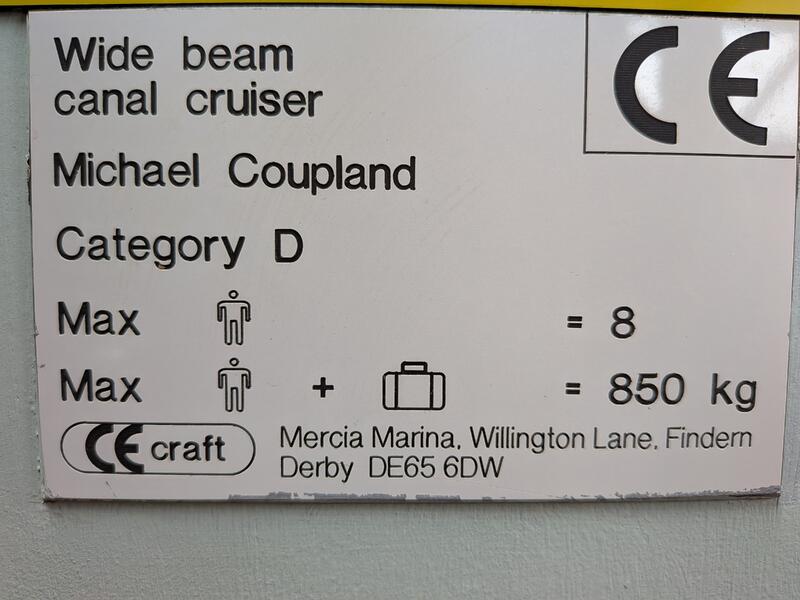 Wide beam
canal cruiser
CE
Michael Coupland
Category D
Max = 8
Max + = 850 kg
CE craft
Mercia Marina, Willington Lane, Findern
Derby DE65 6DW